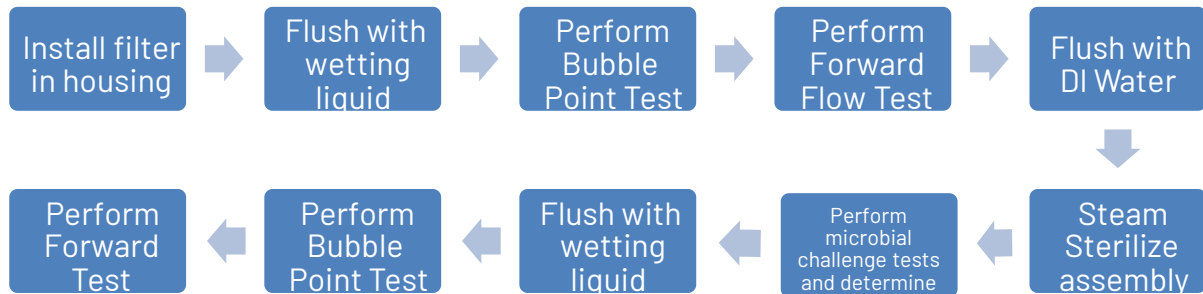 Install filter
in housing
Flush with
wetting
liquid
Perform
Bubble
Point Test
Perform
Forward
Flow Test
Flush with
DI Water
Steam
Sterilize
assembly
Perform
microbial
challenge tests
and determine
Flush with
wetting
liquid
Perform
Bubble
Point Test
Perform
Forward
Test